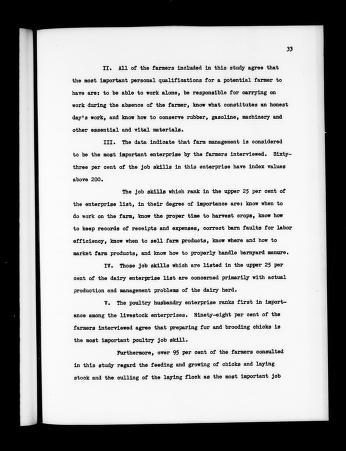 33
II. All of the farmers included in this study agree that
the most important personal qualifications for a potential farmer to
have are: to be able to work alone, be responsible for carrying on
work during the absence of the farmer, know what constitutes an honest
day's work, and know how to conserve rubber, gasoline, machinery and
other essential and vital materials.
III. The data indicate that farm management is considered
to be the most important enterprise by the farmers interviewed. Sixty-
three per cent of the job skills in this enterprise have index values
above 200.
The job skills which rank in the upper 25 per cent of
the enterprise list, in their degree of importance are: know when to
do work on the farm, know the proper time to harvest crops, know how
to keep records of receipts and expenses, correct barn faults for labor
efficiency, know when to sell farm products, know where and how to
market farm products, and know how to properly handle barnyard manure.
IV. Those job skills which are listed in the upper 25 per
cent of the dairy enterprise list are concerned primarily with actual
production and management problems of the dairy herd.
V. The poultry husbandry enterprise ranks first in import-
ance among the livestock enterprises. Ninety-eight per cent of the
farmers interviewed agree that preparing for and brooding chicks is
the most important poultry job skill.
Furthermore, over 95 per cent of the farmers consulted
in this study regard the feeding and growing of chicks and laying
stock and the culling of the laying flock as the most important job